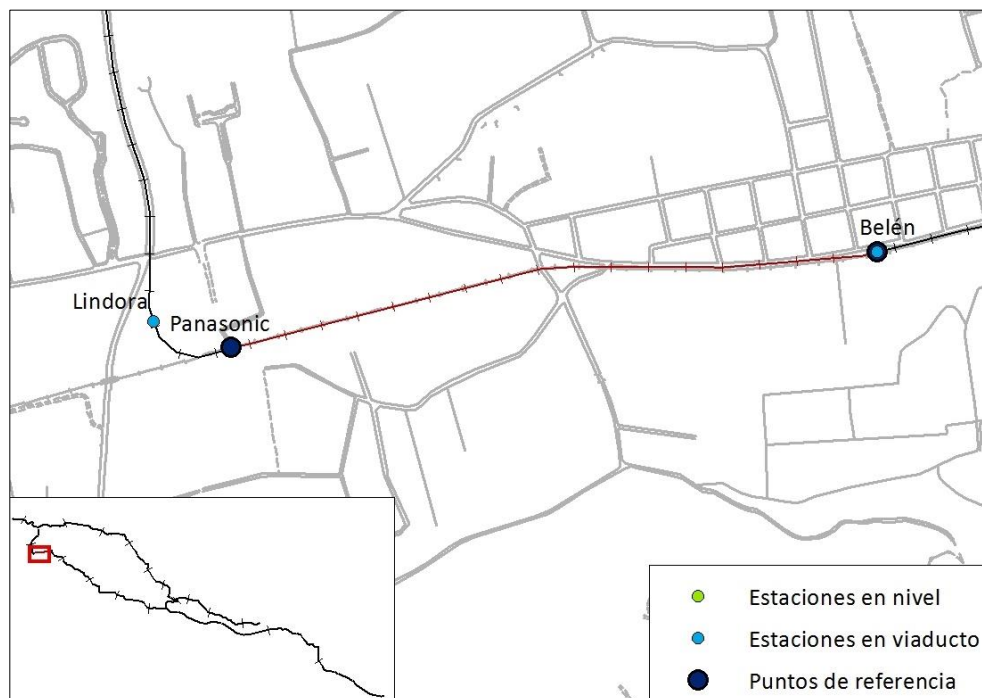 Belén
Lindora
Panasonic
Estaciones en nivel
Estaciones en viaducto
Puntos de referencia